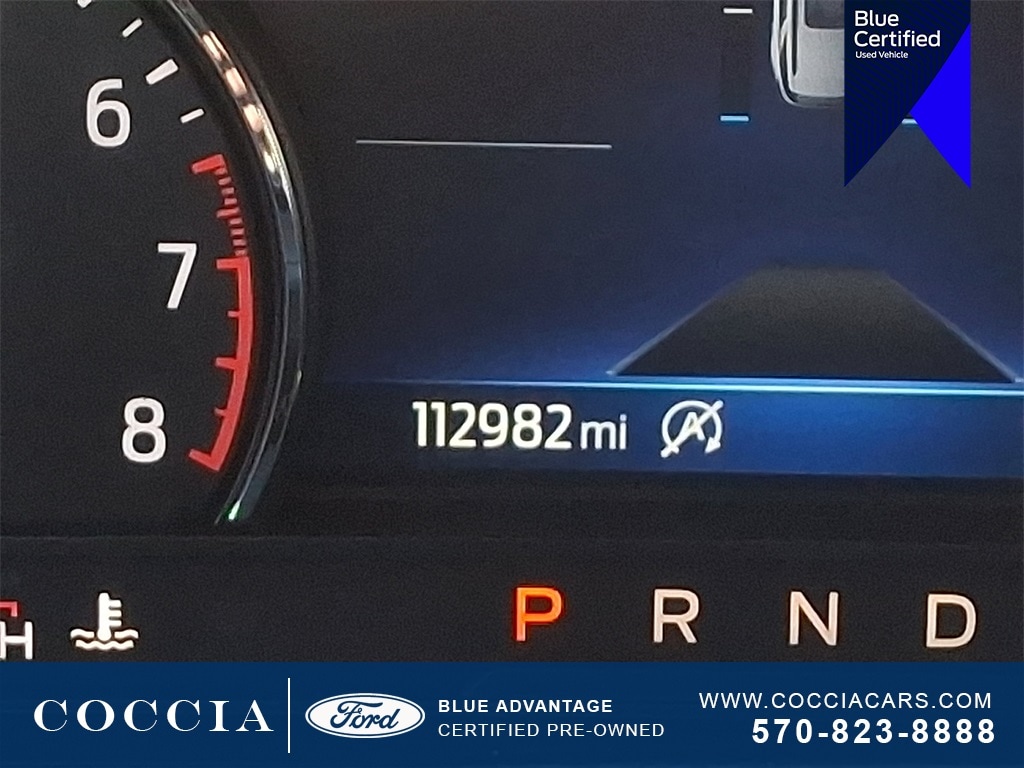 Blue
Certified
Used Vehicle
6
7
8
112982 mi
A
H
P R N D
COCCIA
Ford
BLUE ADVANTAGE
CERTIFIED PRE-OWNED
WWW.COCCIACARS.COM
570-823-8888